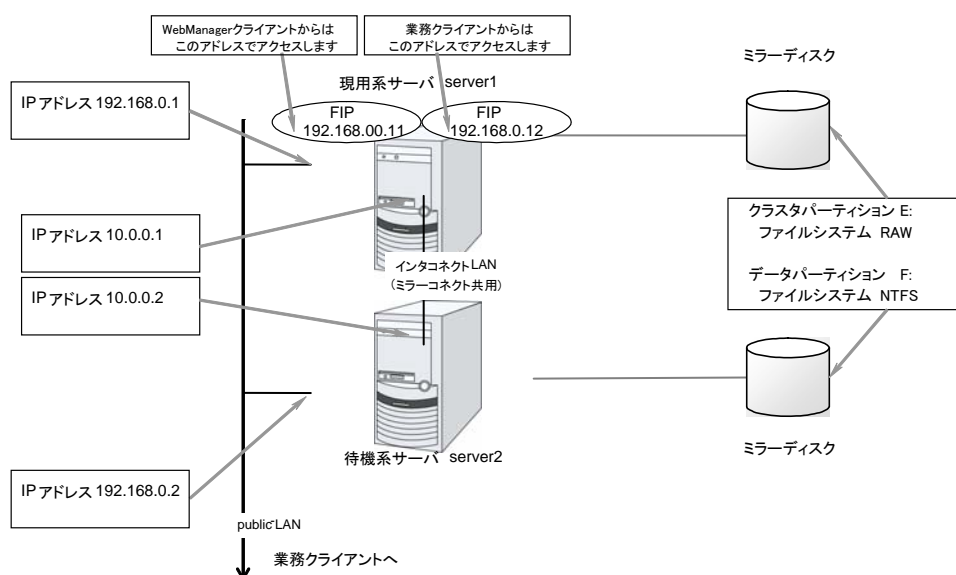 WebManagerクライアントからは
このアドレスでアクセスします
業務クライアントからは
このアドレスでアクセスします
ミラーディスク
現用系サーバ server1
IPアドレス 192.168.0.1
FIP
192.168.00.11
FIP
192.168.0.12
IPアドレス 10.0.0.1
クラスタパーティション E:
ファイルシステム RAW
データパーティション F:
ファイルシステム NTFS
インタコネクトLAN
(ミラーコネクト共用)
IPアドレス 10.0.0.2
待機系サーバ server2
ミラーディスク
IPアドレス 192.168.0.2
public-LAN
業務クライアントへ